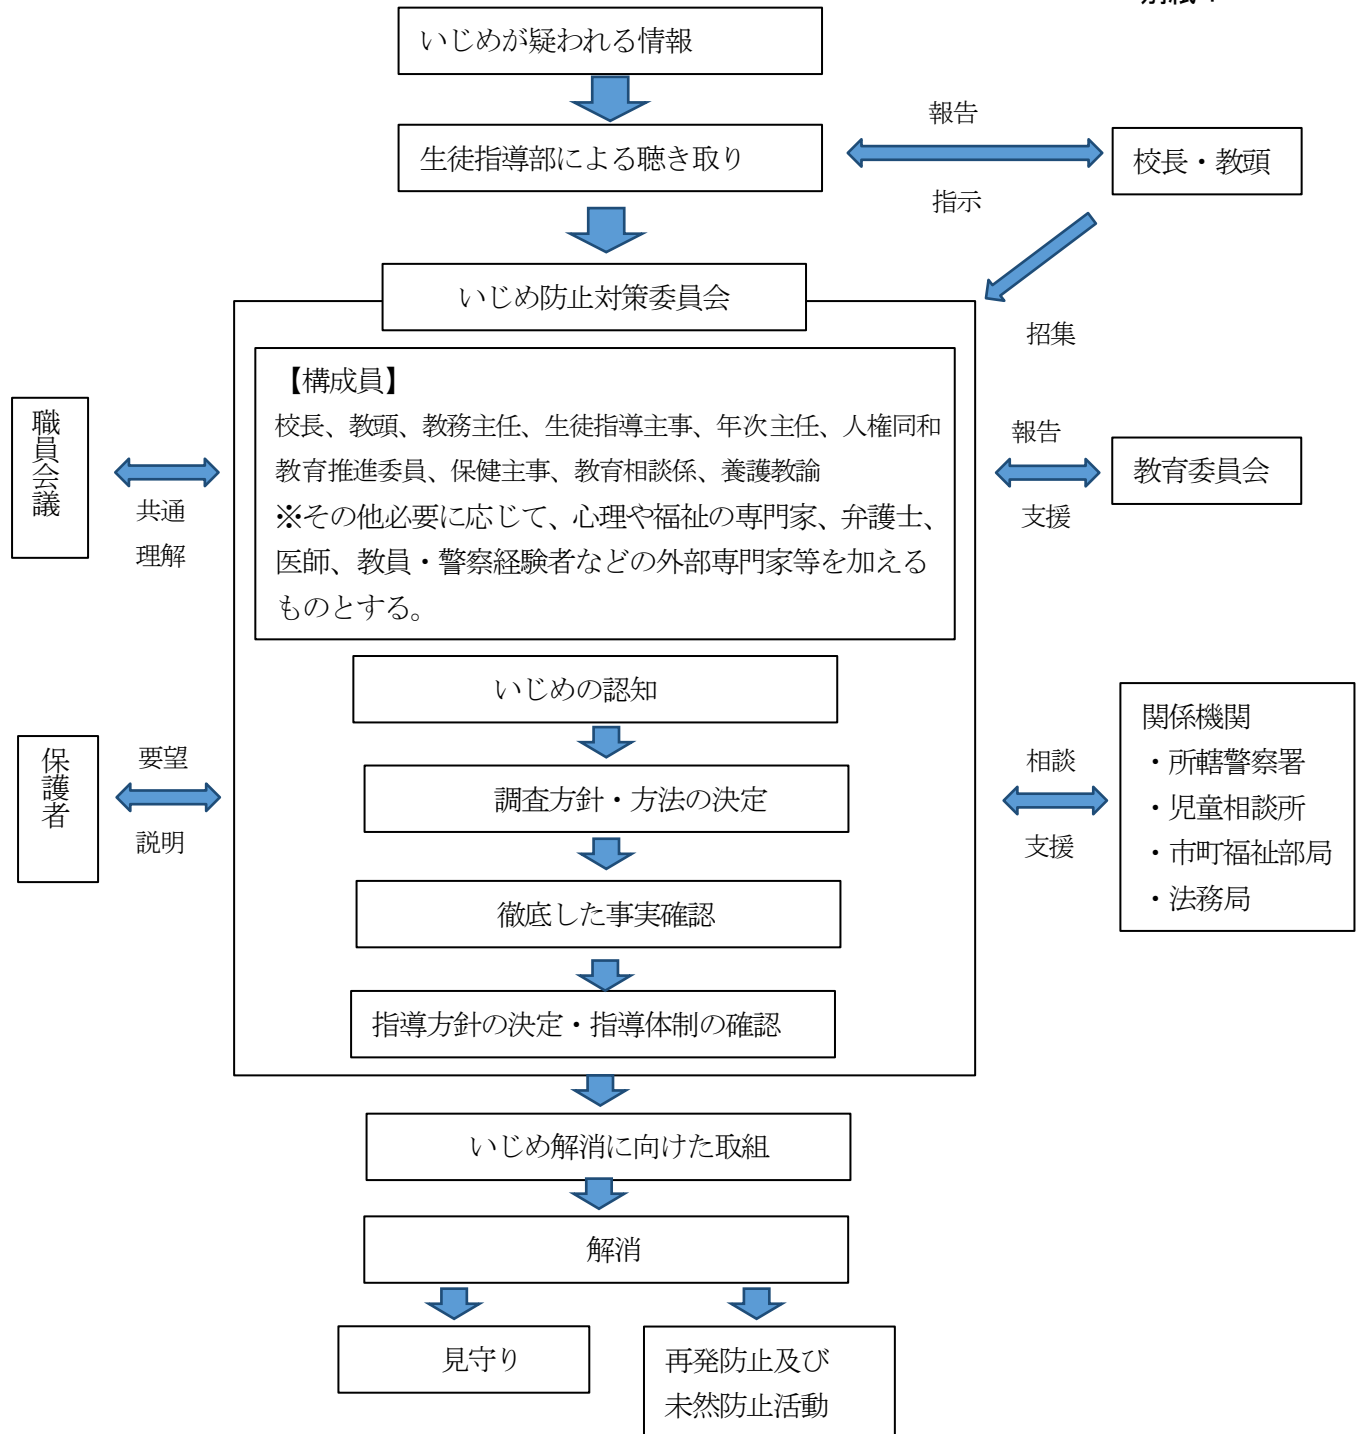 いじめが疑われる情報
生徒指導部による聴き取り
報告
指示
校長・教頭
招集
いじめ防止対策委員会
【構成員】
校長、教頭、教務主任、生徒指導主事、年次主任、人権同和
教育推進委員、保健主事、教育相談係、養護教諭
※その他必要に応じて、心理や福祉の専門家、弁護士、
医師、教員・警察経験者などの外部専門家等を加える
ものとする。
職員会議
共通
理解
報告
支援
教育委員会
いじめの認知
調査方針・方法の決定
徹底した事実確認
指導方針の決定・指導体制の確認
保護者
要望
説明
相談
支援
関係機関
・所轄警察署
・児童相談所
・市町福祉部局
・法務局
いじめ解消に向けた取組
解消
見守り
再発防止及び
未然防止活動